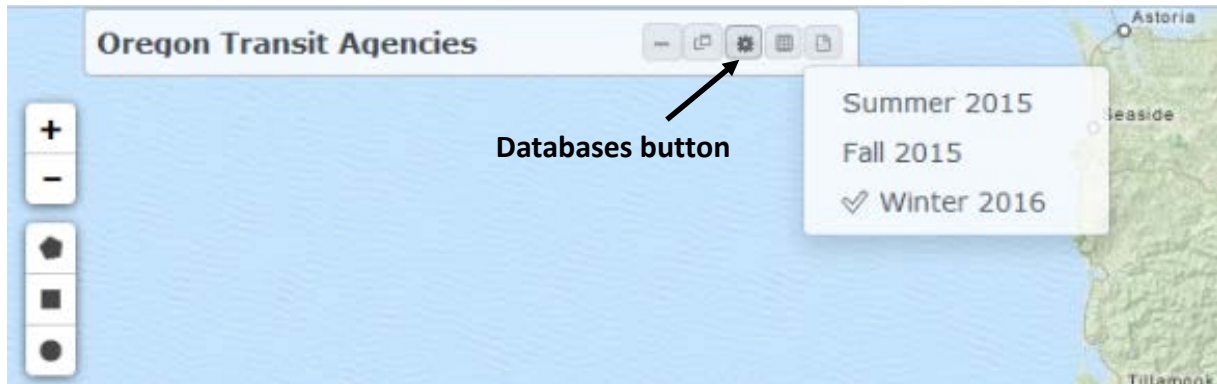 Oregon Transit Agencies
Astoria
Summer 2015
Seaside
Databases button
Fall 2015
Winter 2016
+
−
Tillamook